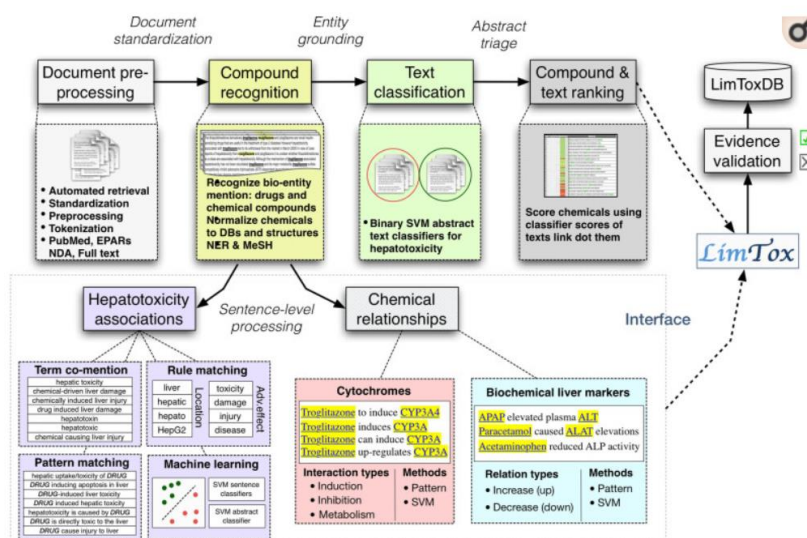 Document
standardization
Entity
grounding
Abstract
triage
Document pre-
processing
Compound
recognition
Text
classification
Compound &
text ranking
LimToxDB
Evidence
validation
• Automated retrieval
• Standardization
• Preprocessing
• Tokenization
• PubMed, EPARs
NDA, Full text
Recognize bio-entity
mention: drugs and
chemical compounds
Normalize chemicals
to DBs and structures
NER & MeSH
• Binary SVM abstract
text classifiers for
hepatotoxicity
Score chemicals using
classifier scores of
texts link dot them
LimTox
Interface
Hepatotoxicity
associations
Sentence-level
processing
Chemical
relationships
Term co-mention
hepatic toxicity
chemical-driven liver damage
chemically induced liver injury
drug induced liver damage
hepatotoxin
hepatotoxic
chemical causing liver injury
Rule matching
liver
hepatic
hepato
HepG2
Location
toxicity
damage
injury
disease
Adv.effect
Pattern matching
hepatic uptake/toxicity of DRUG
DRUG inducing apoptosis in liver
DRUG-induced liver toxicity
DRUG induced hepatic toxicity
hepatotoxicity is caused by DRUG
DRUG is directly toxic to the liver
DRUG cause injury to liver
Machine learning
SVM sentence
classifiers
SVM abstract
classifier
Cytochromes
Troglitazone to induce CYP3A4
Troglitazone induces CYP3A
Troglitazone can induce CYP3A
Troglitazone up-regulates CYP3A
Interaction types
• Induction
• Inhibition
• Metabolism
Methods
• Pattern
• SVM
Biochemical liver markers
APAP elevated plasma ALT
Paracetamol caused ALAT elevations
Acetaminophen reduced ALP activity
Relation types
• Increase (up)
• Decrease (down)
Methods
• Pattern
• SVM